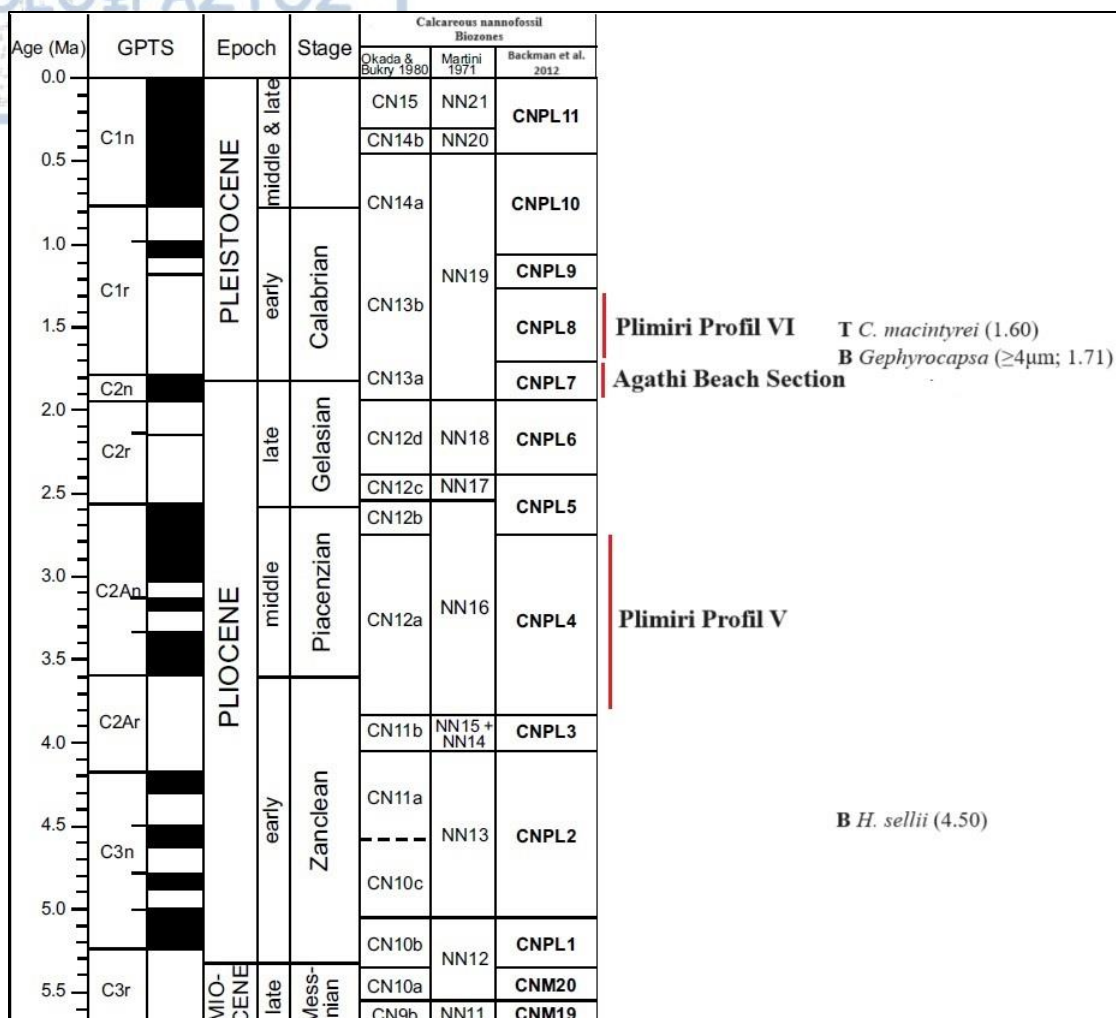 Calcareous nannofossil
Biozones
Age (Ma) GPTS Epoch Stage
Okada & Bukry 1980
Martini 1971
Backman et al. 2012
0.0
0.5
1.0
1.5
2.0
2.5
3.0
3.5
4.0
4.5
5.0
5.5
C1n
C1r
C2n
C2r
C2An
C2Ar
C3n
C3r
PLEISTOCENE
PLIOCENE
MIO-
CENE
middle & late
early
late
middle
early
late
Calabrian
Gelasian
Piacenzian
Zanclean
Mess-
nian
CN15
CN14b
CN14a
CN13b
CN13a
CN12d
CN12c
CN12b
CN12a
CN11b
CN11a
CN10c
CN10b
CN10a
CN9b
NN21
NN20
NN19
NN18
NN17
NN16
NN15 +
NN14
NN13
NN12
NN11
CNPL11
CNPL10
CNPL9
CNPL8
CNPL7
CNPL6
CNPL5
CNPL4
CNPL3
CNPL2
CNPL1
CNM20
CNM19
Plimiri Profil VI
T C. macintyrei (1.60)
B Gephyrocapsa (≥4μm; 1.71)
Agathi Beach Section
Plimiri Profil V
B H. sellii (4.50)